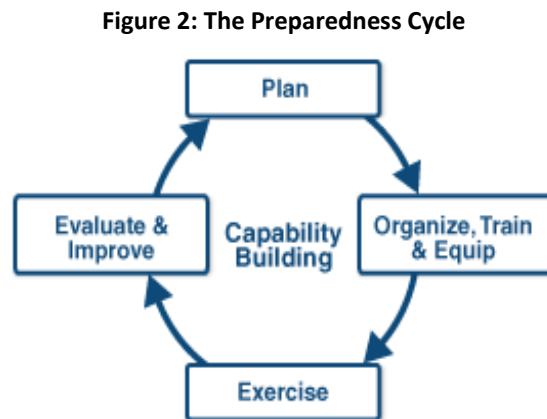 Figure 2: The Preparedness Cycle
Plan
Evaluate &
Improve
Capability
Building
Organize, Train
& Equip
Exercise